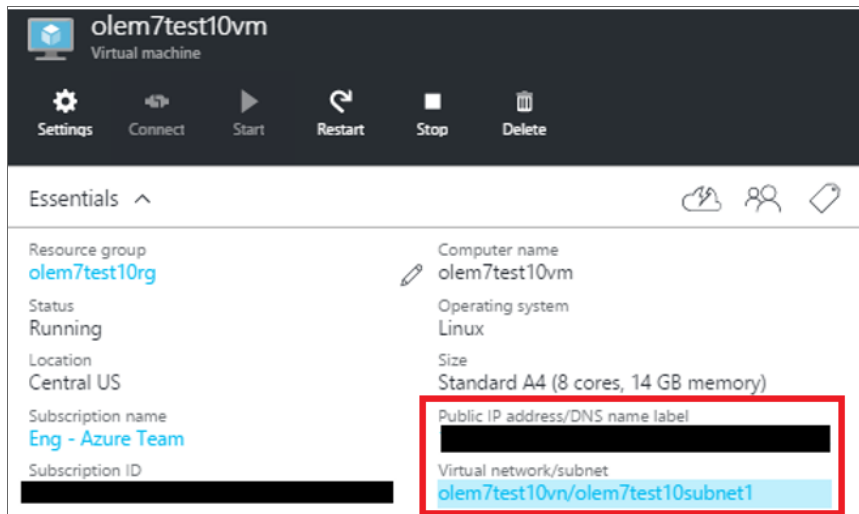 olem7test10vm
Virtual machine
Settings Connect Start Restart Stop Delete
Essentials
Resource group
olem7test10rg
Status
Running
Location
Central US
Subscription name
Eng - Azure Team
Subscription ID
Computer name
olem7test10vm
Operating system
Linux
Size
Standard A4 (8 cores, 14 GB memory)
Public IP address/DNS name label
Virtual network/subnet
olem7test10vn/olem7test10subnet1